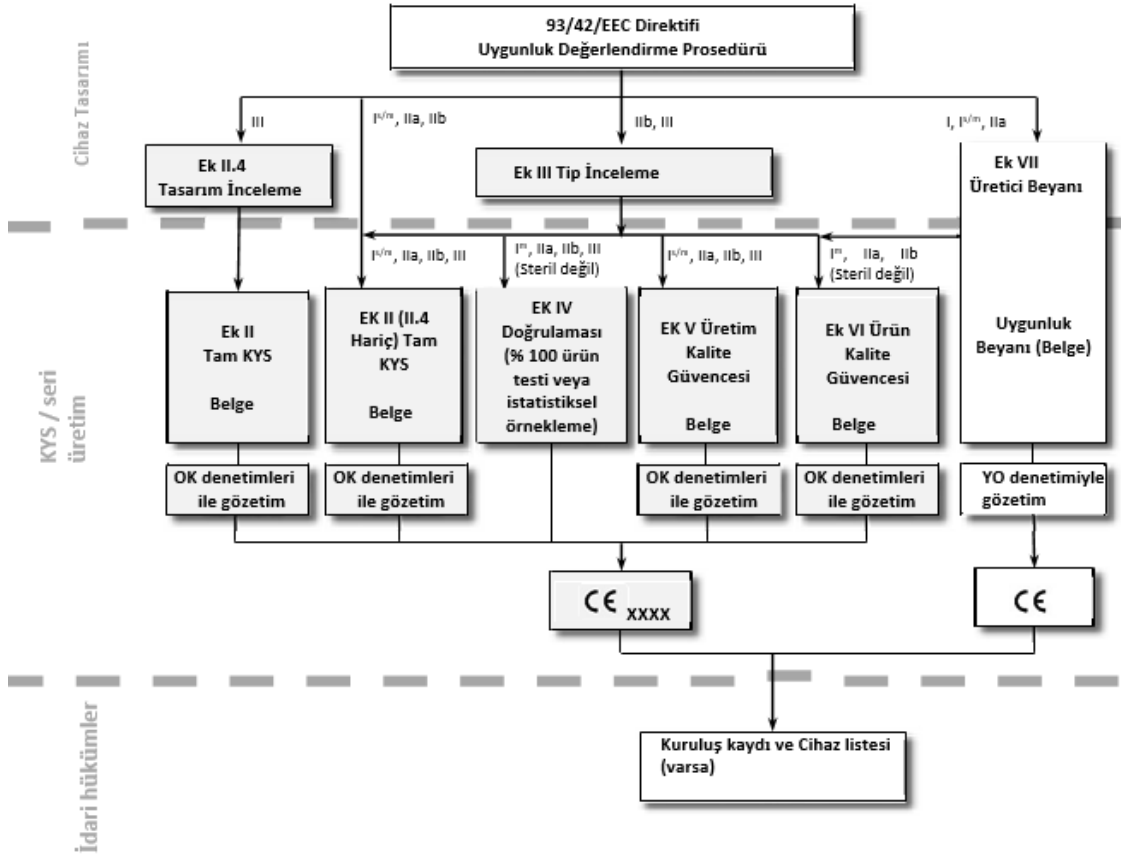 93/42/EEC Direktifi
Uygunluk Değerlendirme Prosedürü
Cihaz Tasarımı
III
Iˢ/ᵐ, IIa, IIb
IIb, III
I, Iˢ/ᵐ, IIa
Ek II.4
Tasarım İnceleme
Ek III Tip İnceleme
Ek VII
Üretici Beyanı
Iˢ/ᵐ, IIa, IIb, III
Iᵐ, IIa, IIb, III
(Steril değil)
Iˢ/ᵐ, IIa, IIb, III
Iᵐ, IIa, IIb
(Steril değil)
KYS / seri
üretim
Ek II
Tam KYS
Belge
EK II (II.4
Hariç) Tam
KYS
Belge
EK IV
Doğrulaması
(% 100 ürün
testi veya
istatistiksel
örnekleme)
EK V Üretim
Kalite
Güvencesi
Belge
Ek VI Ürün
Kalite
Güvencesi
Belge
Uygunluk
Beyanı (Belge)
OK denetimleri
ile gözetim
OK denetimleri
ile gözetim
OK denetimleri
ile gözetim
OK denetimleri
ile gözetim
YO denetimiyle
gözetim
CE XXXX
CE
İdari hükümler
Kuruluş kaydı ve Cihaz listesi
(varsa)